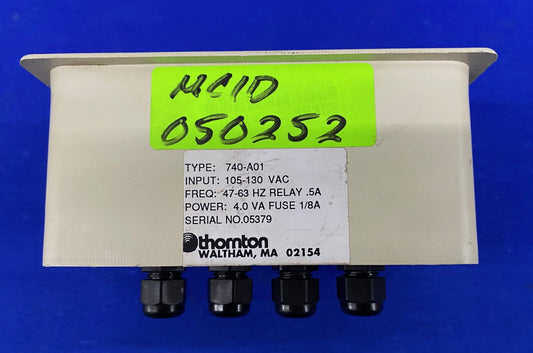 MCID
050252
TYPE: 740-A01
INPUT: 105-130 VAC
FREQ: 47-63 HZ RELAY .5A
POWER: 4.0 VA FUSE 1/8A
SERIAL NO.05379
thornton
WALTHAM, MA 02154